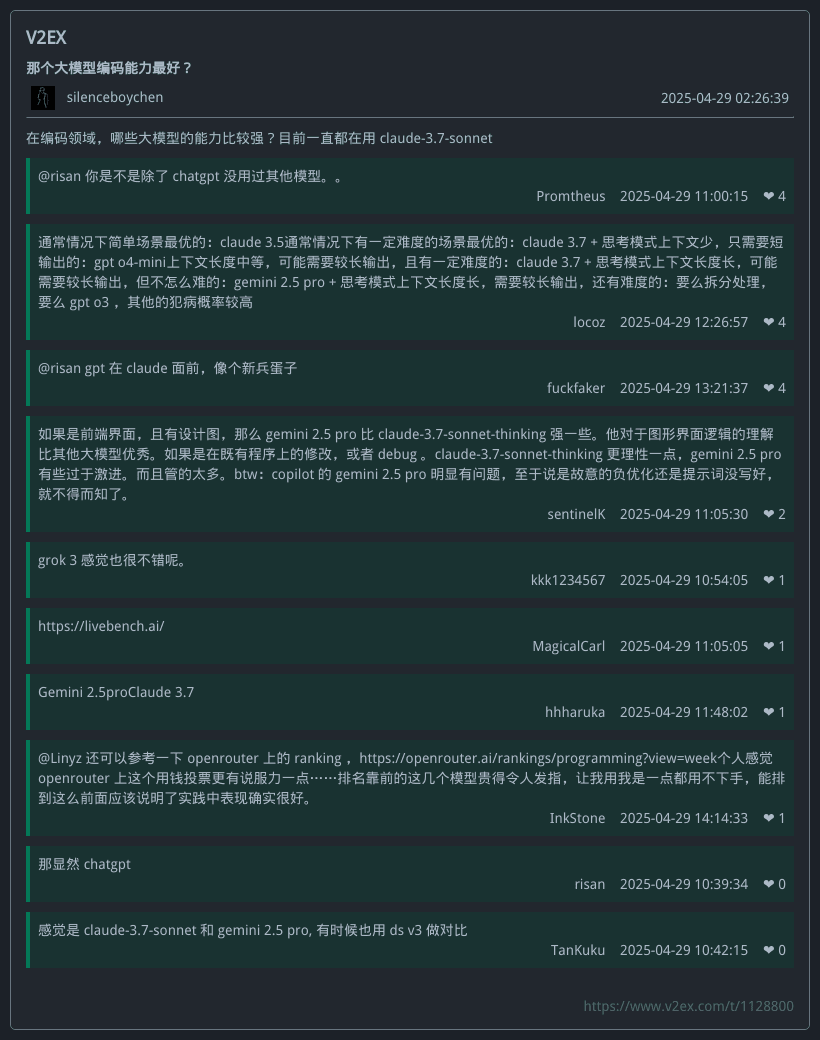 V2EX
那个大模型编码能力最好？
silenceboychen 2025-04-29 02:26:39
在编码领域，哪些大模型的能力比较强？目前一直都在用 claude-3.7-sonnet
@risan 你是不是除了 chatgpt 没用过其他模型。。
Promtheus 2025-04-29 11:00:15 ❤ 4
通常情况下简单场景最优的：claude 3.5通常情况下有一定难度的场景最优的：claude 3.7 + 思考模式上下文少，只需要短
输出的：gpt o4-mini上下文长度中等，可能需要较长输出，且有一定难度的：claude 3.7 + 思考模式上下文长度长，可能
需要较长输出，但不怎么难的：gemini 2.5 pro + 思考模式上下文长度长，需要较长输出，还有难度的：要么拆分处理，
要么 gpt o3 ，其他的犯病概率较高
locoz 2025-04-29 12:26:57 ❤ 4
@risan gpt 在 claude 面前，像个新兵蛋子
fuckfaker 2025-04-29 13:21:37 ❤ 4
如果是前端界面，且有设计图，那么 gemini 2.5 pro 比 claude-3.7-sonnet-thinking 强一些。他对于图形界面逻辑的理解
比其他大模型优秀。如果是在既有程序上的修改，或者 debug 。claude-3.7-sonnet-thinking 更理性一点，gemini 2.5 pro
有些过于激进。而且管的太多。btw：copilot 的 gemini 2.5 pro 明显有问题，至于说是故意的负优化还是提示词没写好，
就不得而知了。
sentinelK 2025-04-29 11:05:30 ❤ 2
grok 3 感觉也很不错呢。
kkk1234567 2025-04-29 10:54:05 ❤ 1
https://livebench.ai/
MagicalCarl 2025-04-29 11:05:05 ❤ 1
Gemini 2.5proClaude 3.7
hhharuka 2025-04-29 11:48:02 ❤ 1
@Linyz 还可以参考一下 openrouter 上的 ranking ，https://openrouter.ai/rankings/programming?view=week个人感觉
openrouter 上这个用钱投票更有说服力一点……排名靠前的这几个模型贵得令人发指，让我用我是一点都用不下手，能排
到这么前面应该说明了实践中表现确实很好。
InkStone 2025-04-29 14:14:33 ❤ 1
那显然 chatgpt
risan 2025-04-29 10:39:34 ❤ 0
感觉是 claude-3.7-sonnet 和 gemini 2.5 pro, 有时候也用 ds v3 做对比
TanKuku 2025-04-29 10:42:15 ❤ 0
https://www.v2ex.com/t/1128800